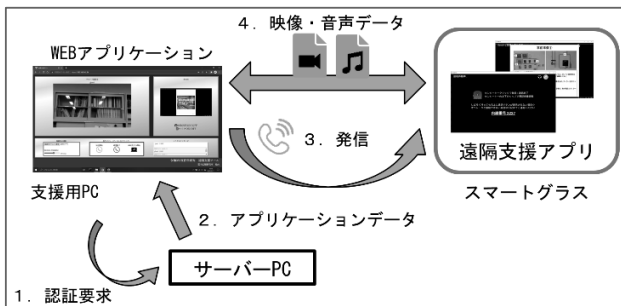 4．映像・音声データ
WEBアプリケーション
3．発信
遠隔支援アプリ
支援用PC
スマートグラス
2．アプリケーションデータ
サーバーPC
1．認証要求